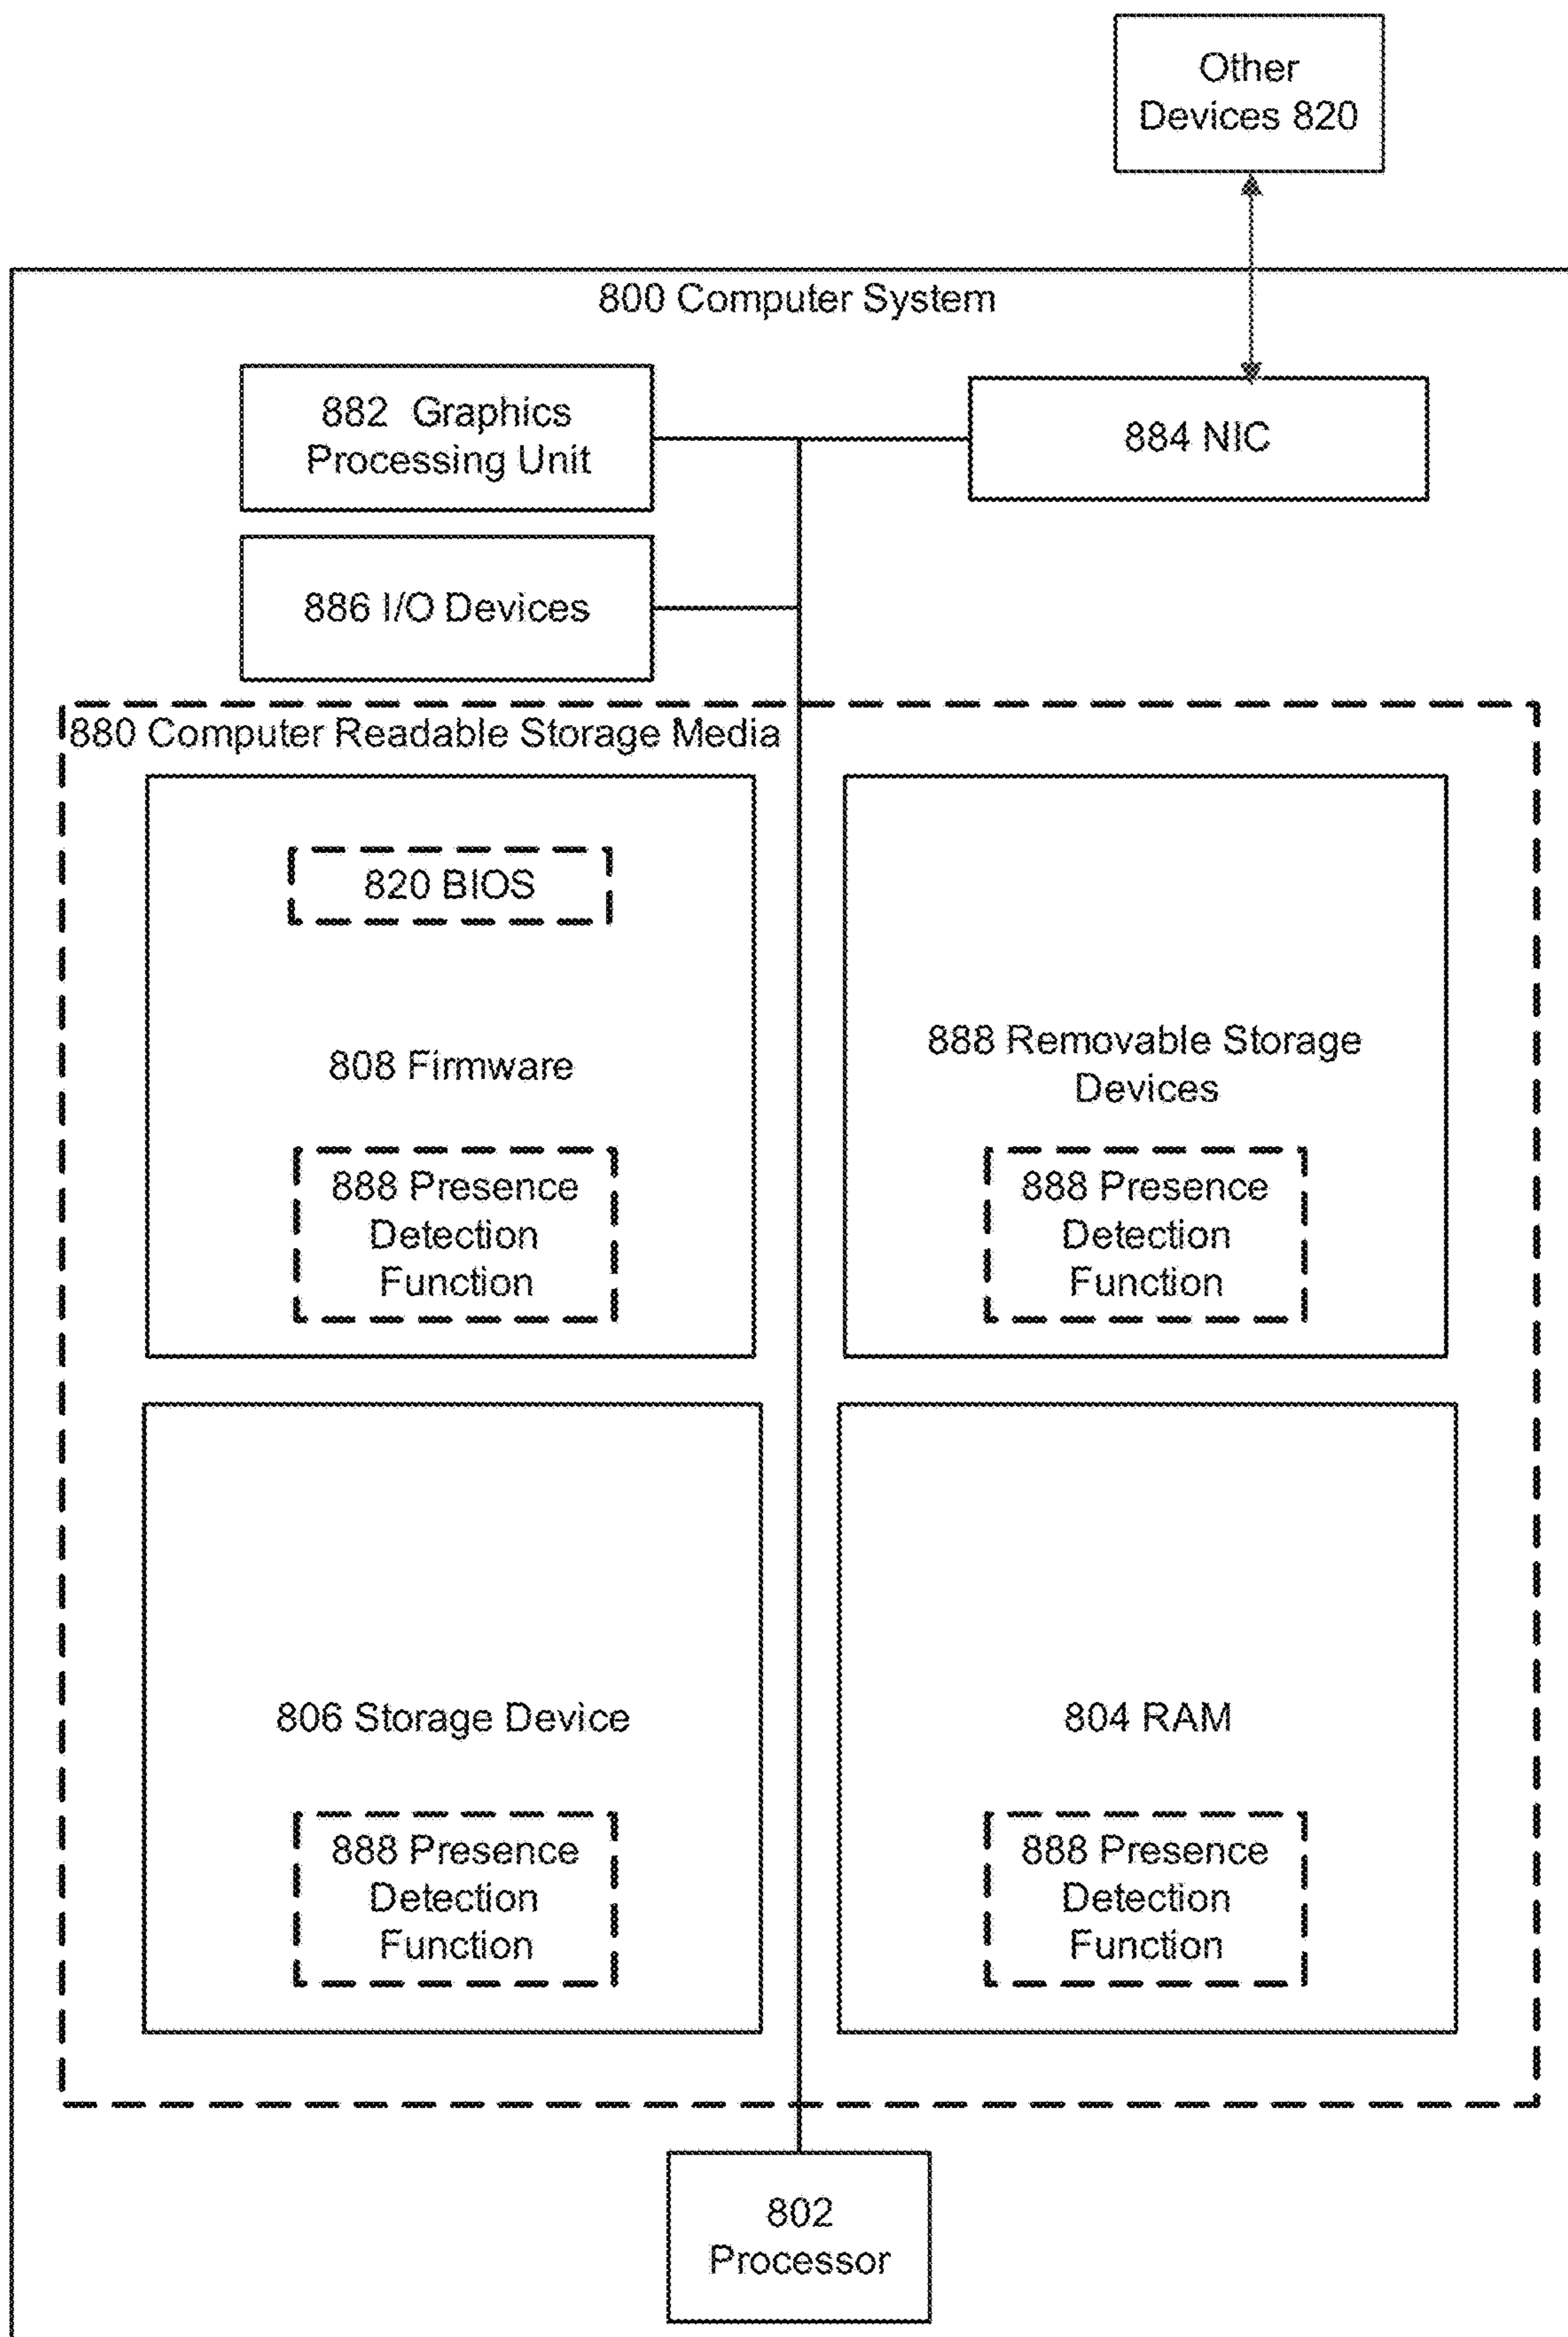 Other
Devices 820
800 Computer System
882 Graphics
Processing Unit
884 NIC
886 I/O Devices
880 Computer Readable Storage Media
820 BIOS
808 Firmware
888 Presence
Detection
Function
888 Removable Storage
Devices
888 Presence
Detection
Function
806 Storage Device
888 Presence
Detection
Function
804 RAM
888 Presence
Detection
Function
802
Processor